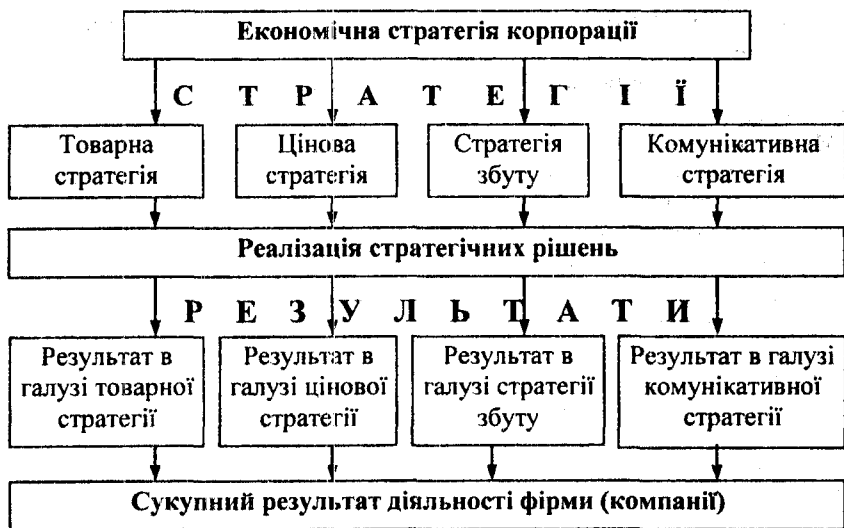 Економічна стратегія корпорації
С Т Р А Т Е Г І Ї
Товарна
стратегія
Цінова
стратегія
Стратегія
збуту
Комунікативна
стратегія
Реалізація стратегічних рішень
Р Е З У Л Ь Т А Т И
Результат в
галузі товарної
стратегії
Результат в
галузі цінової
стратегії
Результат в
галузі стратегії
збуту
Результат в галузі
комунікативної
стратегії
Сукупний результат діяльності фірми (компанії)